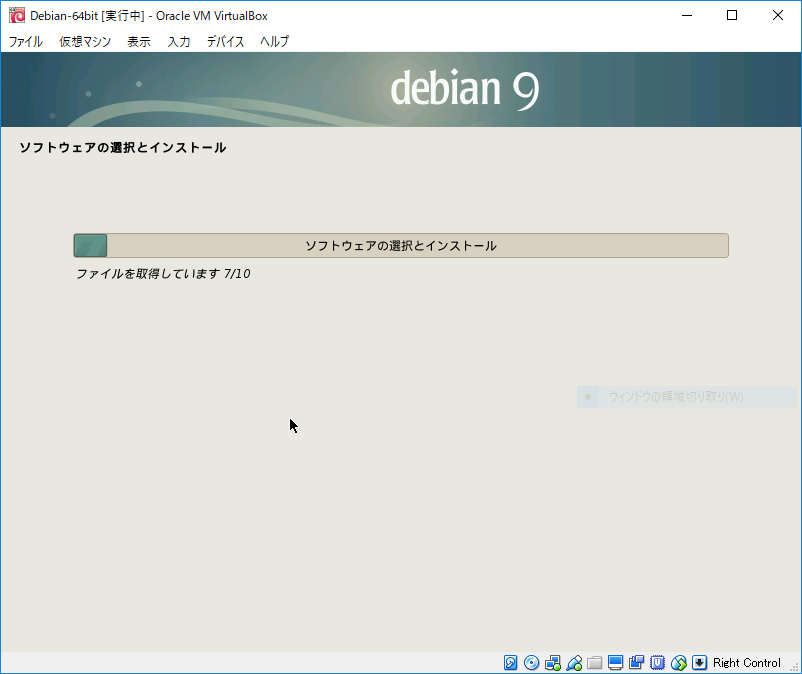 Debian-64bit [実行中] - Oracle VM VirtualBox
ファイル 仮想マシン 表示 入力 デバイス ヘルプ
debian 9
ソフトウェアの選択とインストール
ソフトウェアの選択とインストール
ファイルを取得しています 7/10
ウィンドウの領域切り取り(W)
Right Control